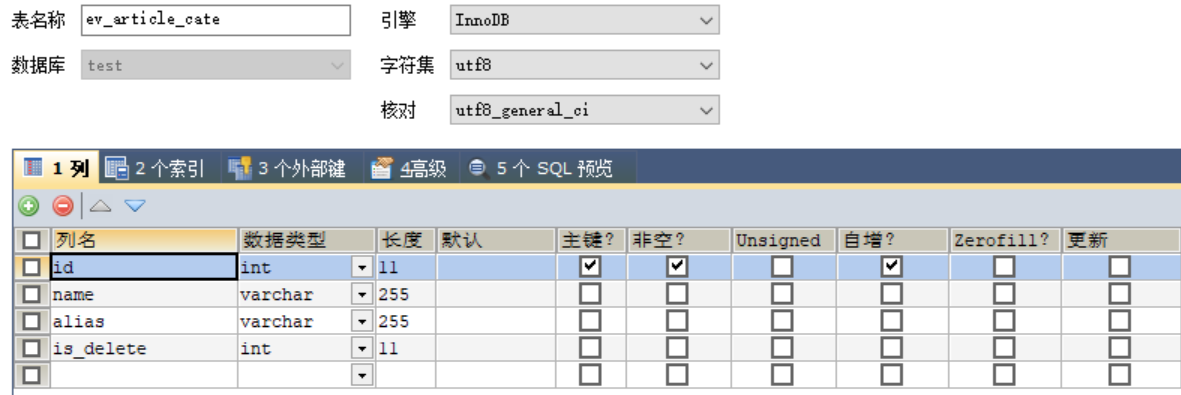 表名称 ev_article_cate 引擎 InnoDB
数据库 test 字符集 utf8
核对 utf8_general_ci
1 列 2 个索引 3 个外部键 4高级 5 个 SQL 预览
列名 数据类型 长度 默认 主键? 非空? Unsigned 自增? Zerofill? 更新
id int 11
name varchar 255
alias varchar 255
is_delete int 11